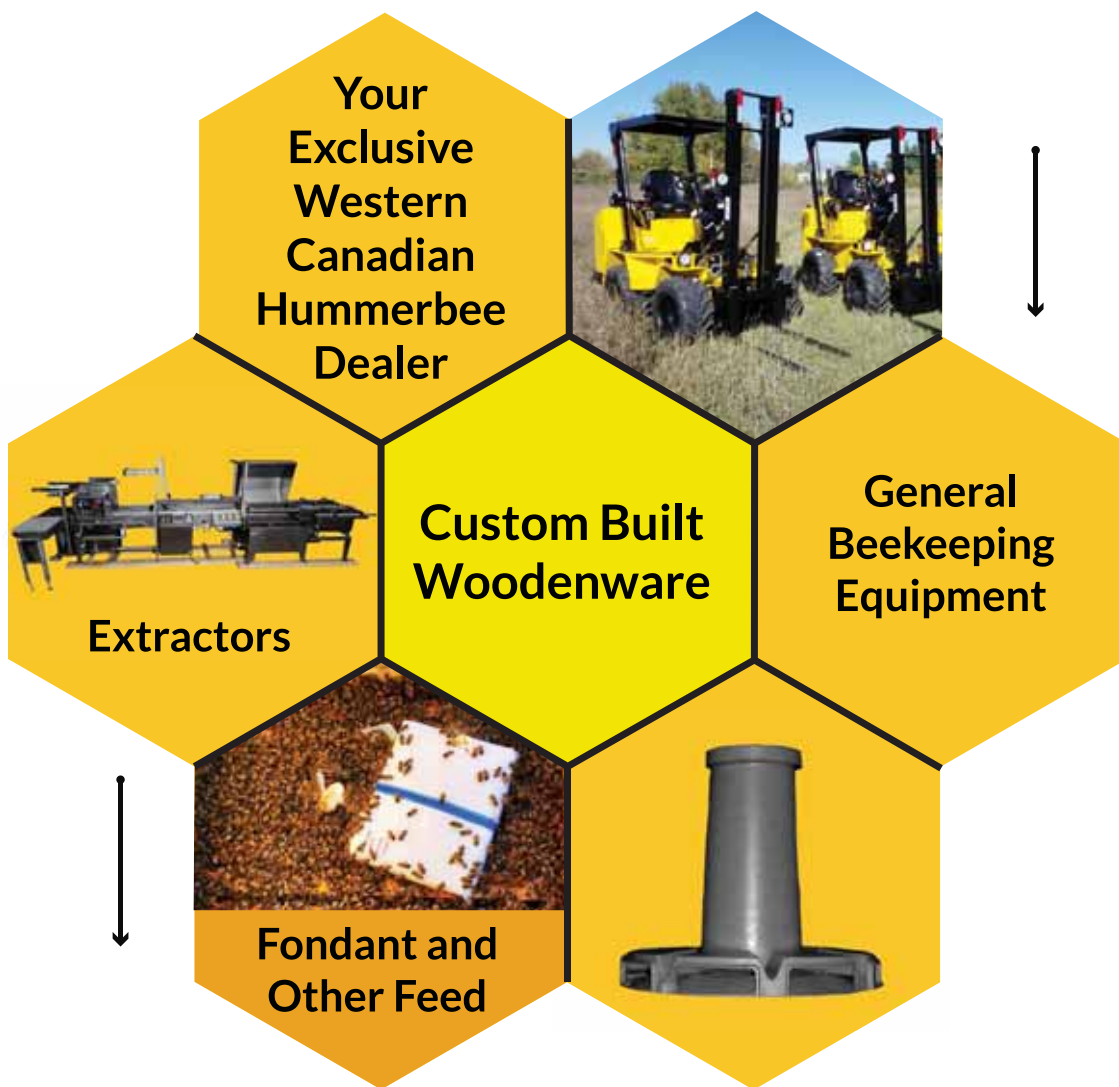 Your
Exclusive
Western
Canadian
Hummerbee
Dealer
Custom Built
Woodenware
General
Beekeeping
Equipment
Extractors
Fondant and
Other Feed